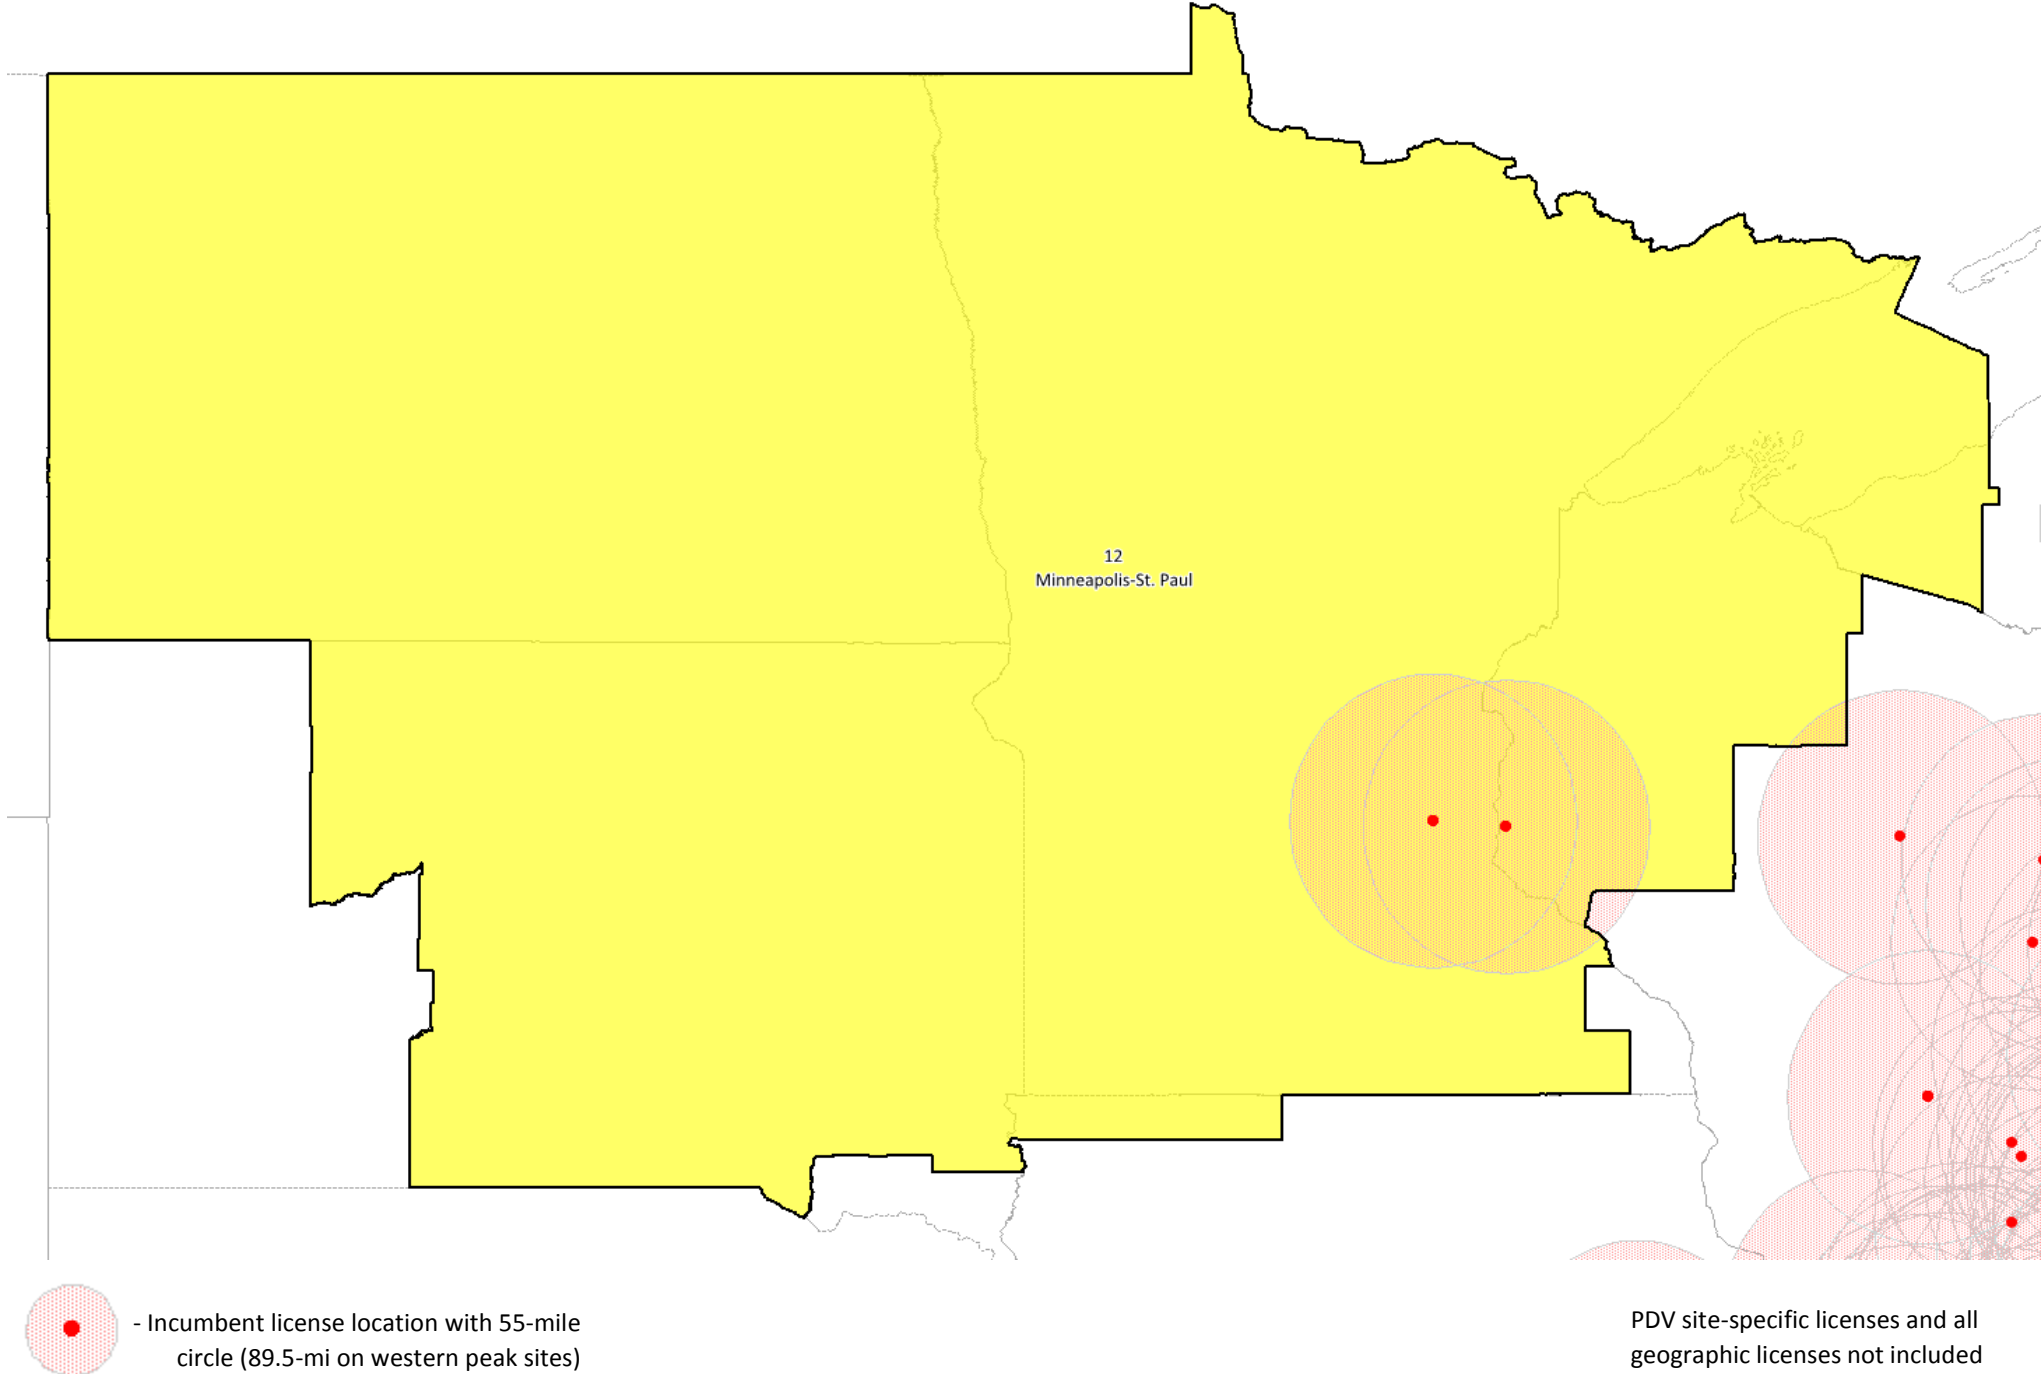 12
Minneapolis-St. Paul
- Incumbent license location with 55-mile
circle (89.5-mi on western peak sites)
PDV site-specific licenses and all
geographic licenses not included